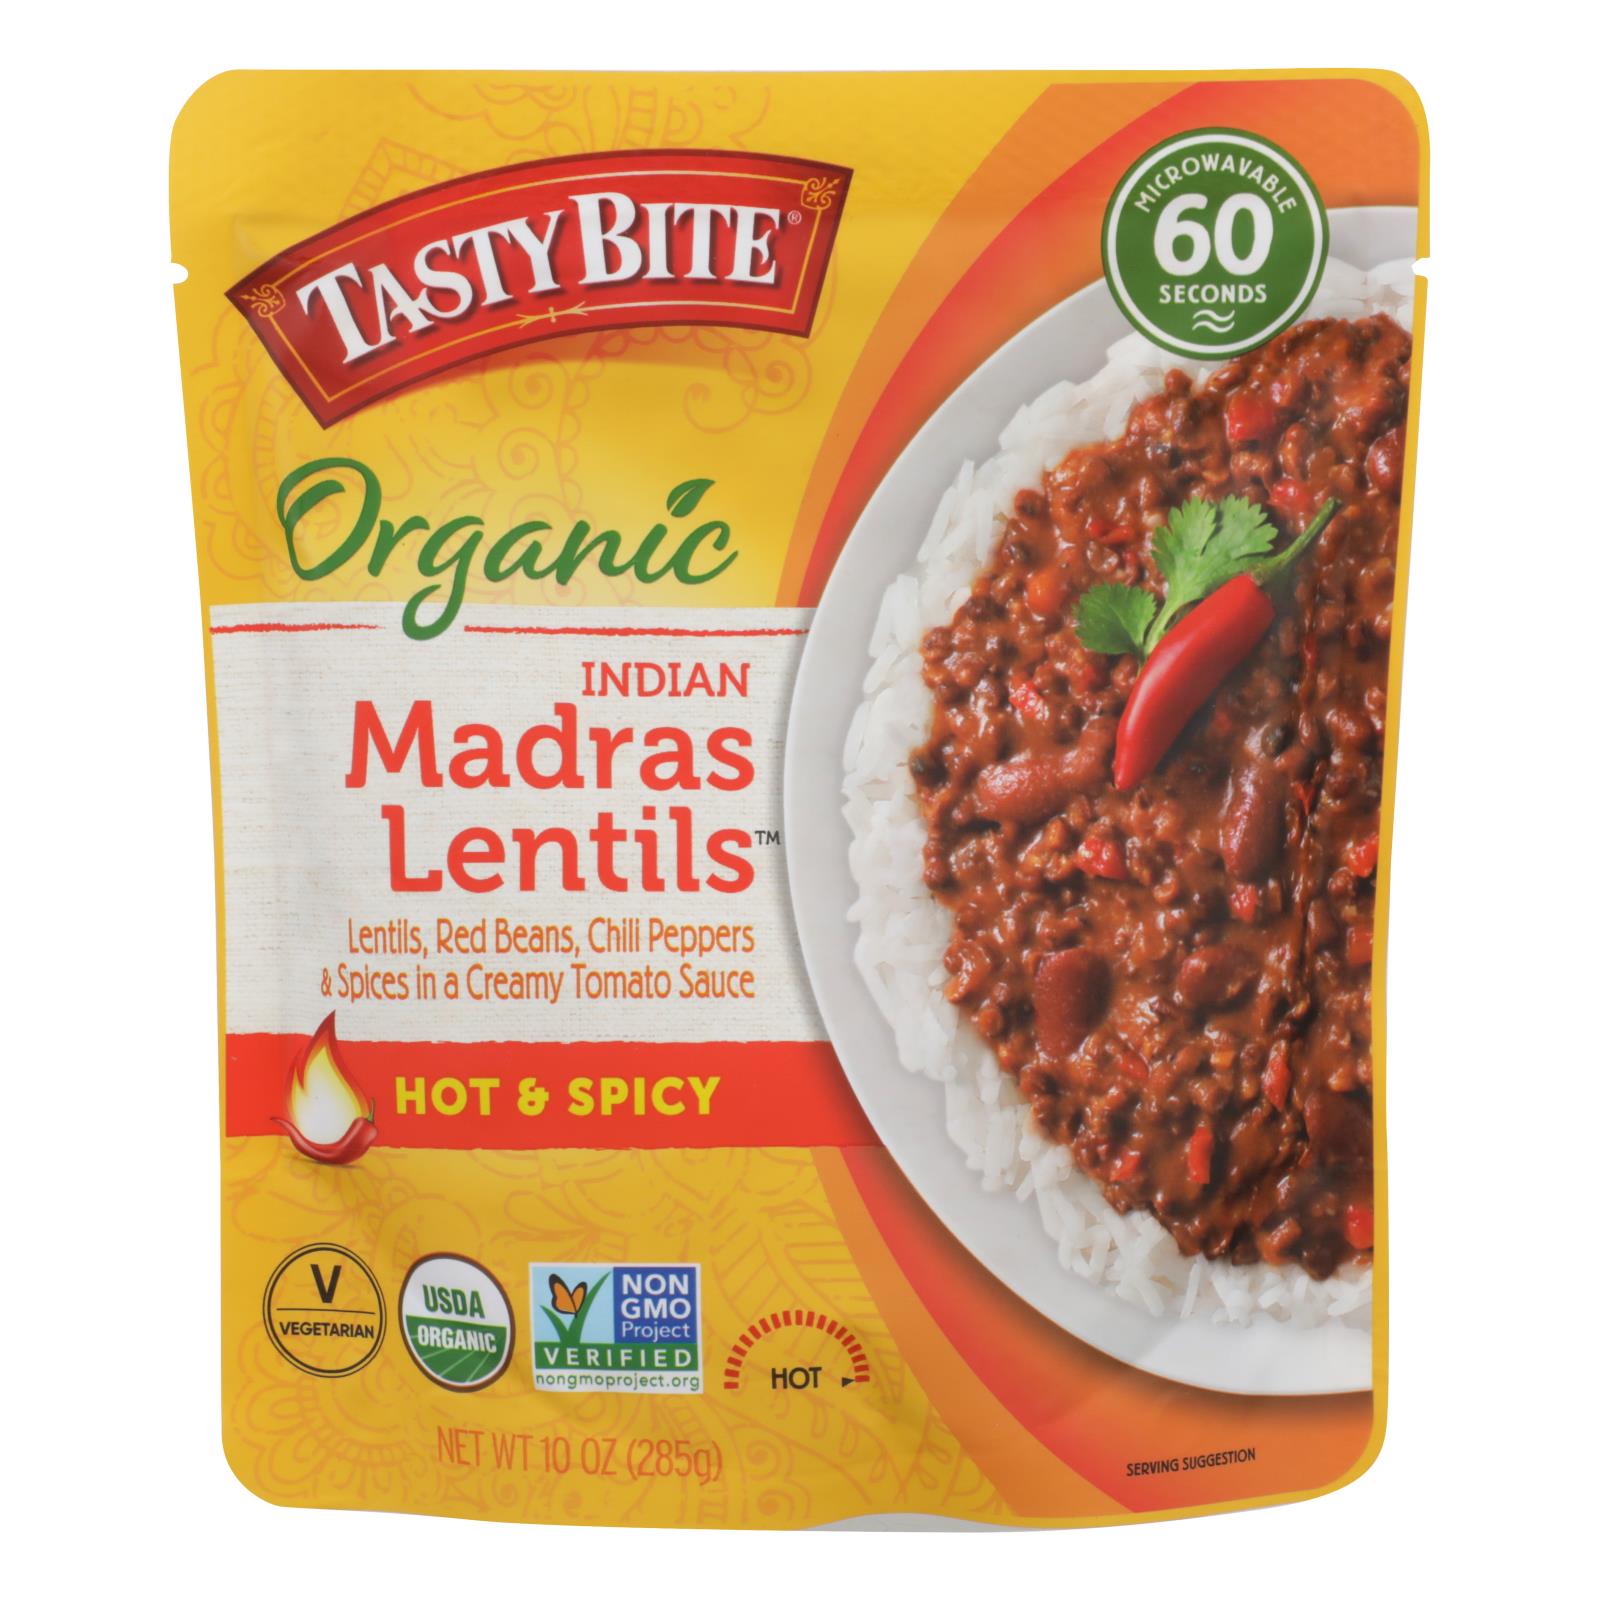 TASTY BITE®
MICROWAVABLE
60
SECONDS
Organic
INDIAN
Madras
Lentils™
Lentils, Red Beans, Chili Peppers
& Spices in a Creamy Tomato Sauce
HOT & SPICY
V
VEGETARIAN
USDA
ORGANIC
NON
GMO
Project
VERIFIED
nongmoproject.org
HOT
NET WT 10 OZ (285g)
SERVING SUGGESTION